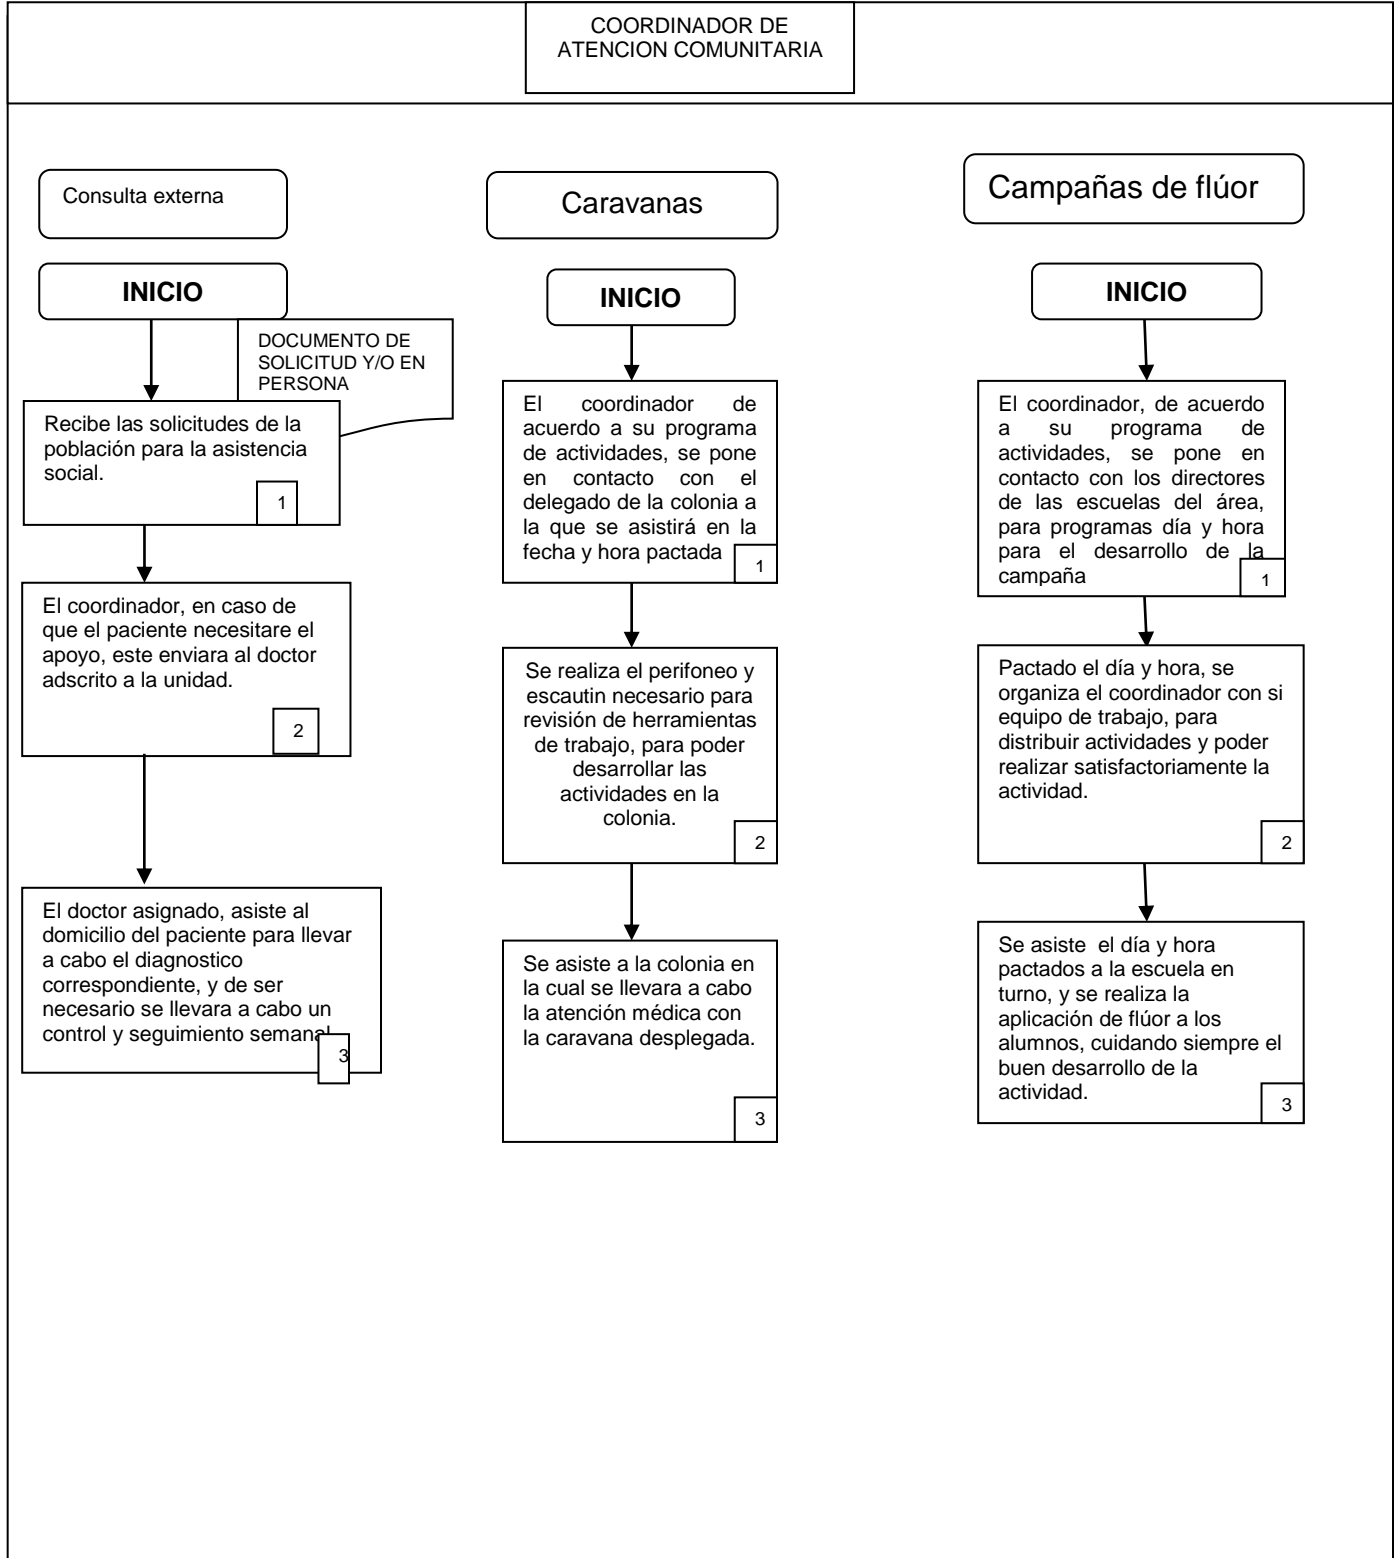 COORDINADOR DE
ATENCION COMUNITARIA
Consulta externa
INICIO
DOCUMENTO DE
SOLICITUD Y/O EN
PERSONA
Recibe las solicitudes de la
población para la asistencia
social.
1
El coordinador, en caso de
que el paciente necesitare el
apoyo, este enviara al doctor
adscrito a la unidad.
2
El doctor asignado, asiste al
domicilio del paciente para llevar
a cabo el diagnostico
correspondiente, y de ser
necesario se llevara a cabo un
control y seguimiento semanal
3
Caravanas
INICIO
El coordinador de
acuerdo a su programa
de actividades, se pone
en contacto con el
delegado de la colonia a
la que se asistirá en la
fecha y hora pactada
1
Se realiza el perifoneo y
escautin necesario para
revisión de herramientas
de trabajo, para poder
desarrollar las
actividades en la
colonia.
2
Se asiste a la colonia en
la cual se llevara a cabo
la atención médica con
la caravana desplegada.
3
Campañas de flúor
INICIO
El coordinador, de acuerdo
a su programa de
actividades, se pone en
contacto con los directores
de las escuelas del área,
para programas día y hora
para el desarrollo de la
campaña
1
Pactado el día y hora, se
organiza el coordinador con si
equipo de trabajo, para
distribuir actividades y poder
realizar satisfactoriamente la
actividad.
2
Se asiste el día y hora
pactados a la escuela en
turno, y se realiza la
aplicación de flúor a los
alumnos, cuidando siempre el
buen desarrollo de la
actividad.
3